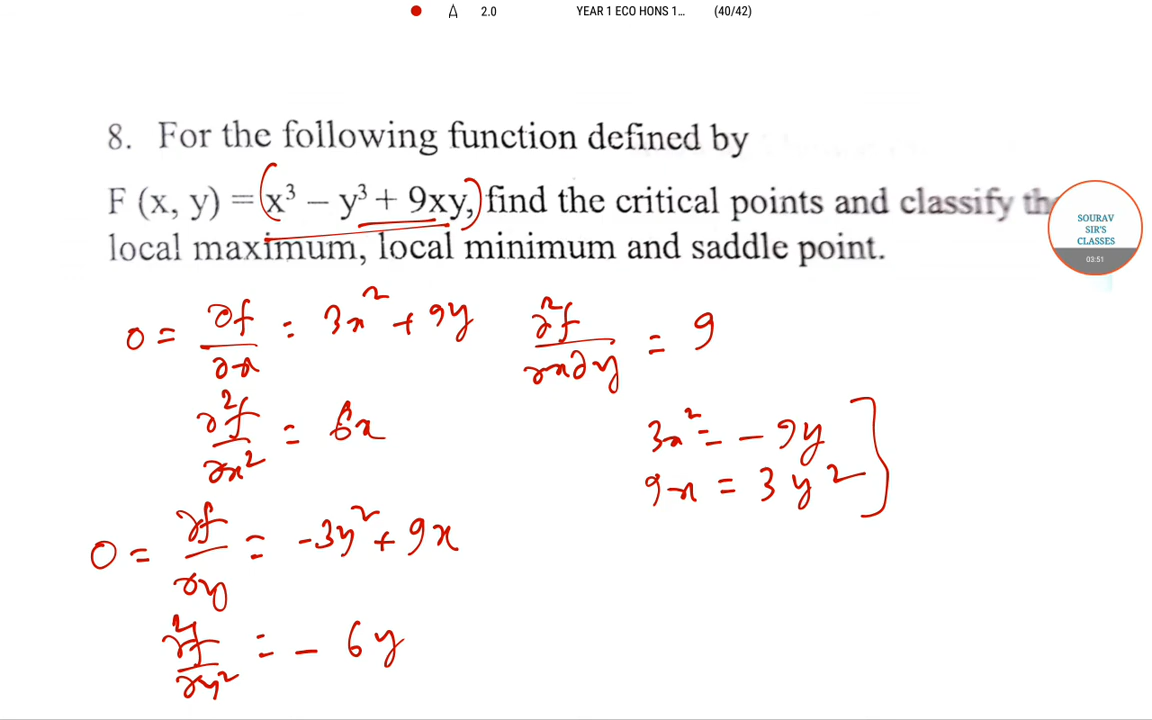 2.0 YEAR 1 ECO HONS 1... (40/42)
8. For the following function defined by
F (x, y) = (x³ – y³ + 9xy,) find the critical points and classify th
local maximum, local minimum and saddle point.
SOURAV
SIR'S
CLASSES
03:51
0 = ∂f/∂x = 3x² + 9y
∂²f/∂x∂y = 9
∂²f/∂x² = 6x
3x² = - 9y
9x = 3y²
0 = ∂f/∂y = -3y² + 9x
∂²f/∂y² = - 6y